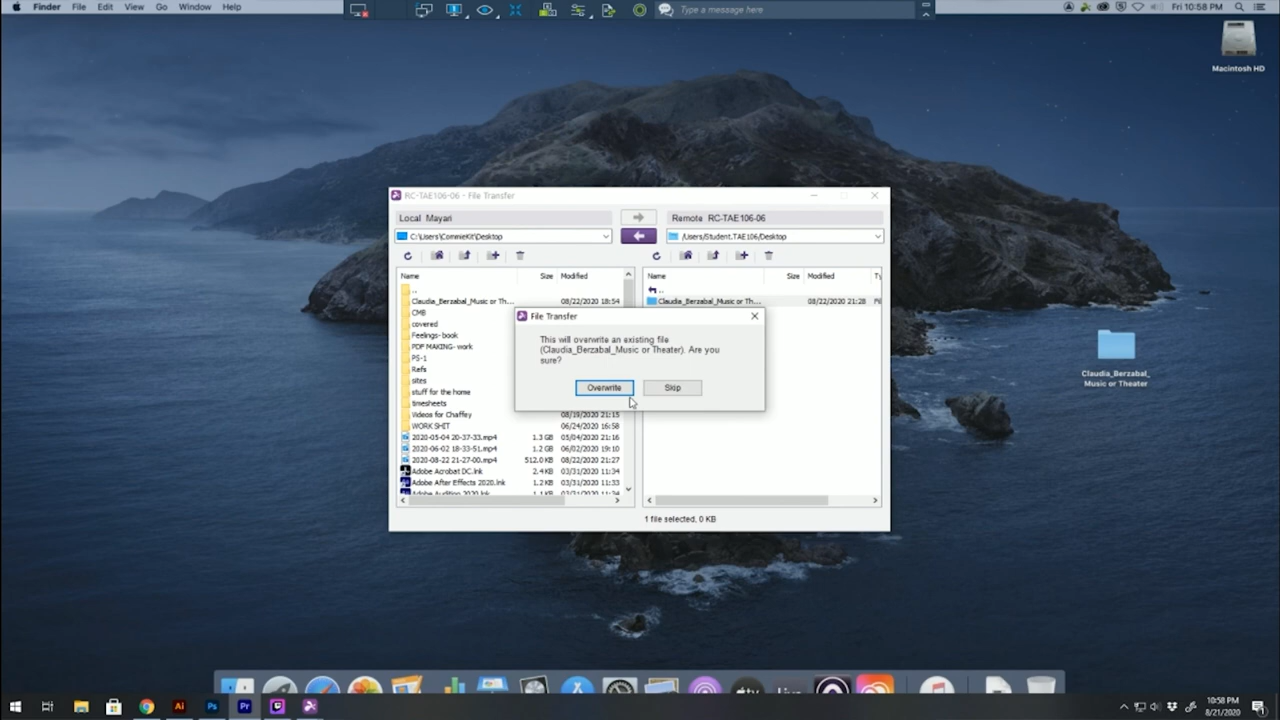 Finder File Edit View Go Window Help
Type a message here
Fri 10:58 PM
Macintosh HD
RC-TAE106-06 - File Transfer
Local Mayari
Remote RC-TAE106-06
C:\Users\CommieKit\Desktop
/Users/Student.TAE106/Desktop
Name Size Modified
Name Size Modified Ty
..
..
Claudia_Berzabal_Music or Th... 08/22/2020 18:54
Claudia_Berzabal_Music or Th... 08/22/2020 21:28
CMB
covered
Feelings- book
PDF MAKING- work
PS-1
Refs
sites
stuff for the home
timesheets
Videos for Chaffey 08/19/2020 21:15
WORK SHIT 06/24/2020 16:58
2020-05-04 20-37-33.mp4 1.3 GB 05/04/2020 21:16
2020-06-02 18-33-51.mp4 1.2 GB 06/02/2020 19:10
2020-08-22 21-27-00.mp4 512.0 KB 08/22/2020 21:27
Adobe Acrobat DC.lnk 2.4 KB 03/31/2020 11:34
Adobe After Effects 2020.lnk 1.2 KB 03/31/2020 11:33
Adobe Audition 2020.lnk 1.1 KB 03/31/2020 11:34
File Transfer
This will overwrite an existing file
(Claudia_Berzabal_Music or Theater). Are you
sure?
Overwrite Skip
1 file selected, 0 KB
Claudia_Berzabal_
Music or Theater
tv
Live
Ai Ps Pr
10:58 PM
8/21/2020
1